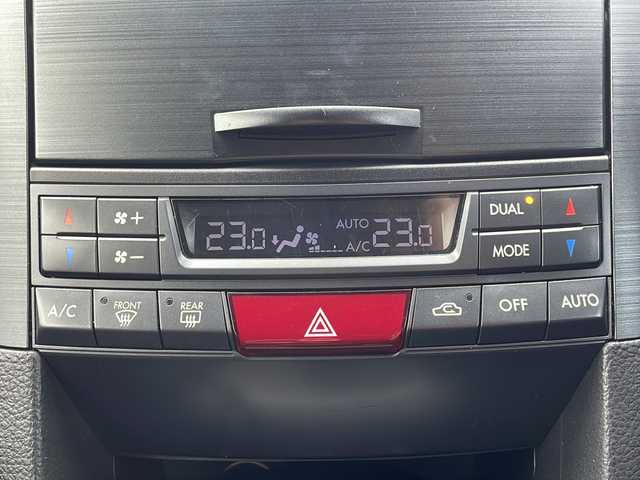 + 23.0 AUTO A/C 23.0 DUAL
- MODE
A/C FRONT REAR OFF AUTO